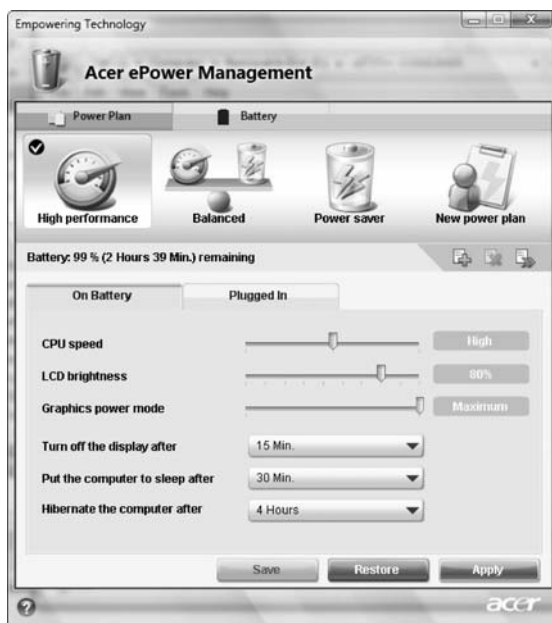 Empowering Technology
Acer ePower Management
Power Plan Battery
High performance Balanced Power saver New power plan
Battery: 99 % (2 Hours 39 Min.) remaining
On Battery Plugged In
CPU speed High
LCD brightness 80%
Graphics power mode Maximum
Turn off the display after 15 Min.
Put the computer to sleep after 30 Min.
Hibernate the computer after 4 Hours
Save Restore Apply
? acer